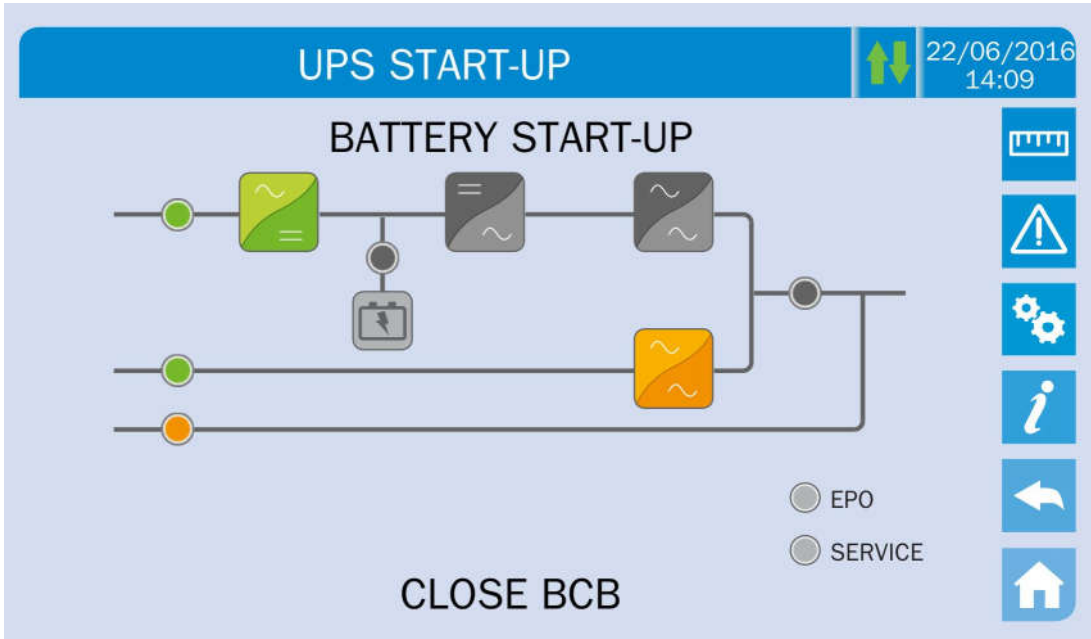 UPS START-UP
22/06/2016
14:09
BATTERY START-UP
EPO
SERVICE
CLOSE BCB